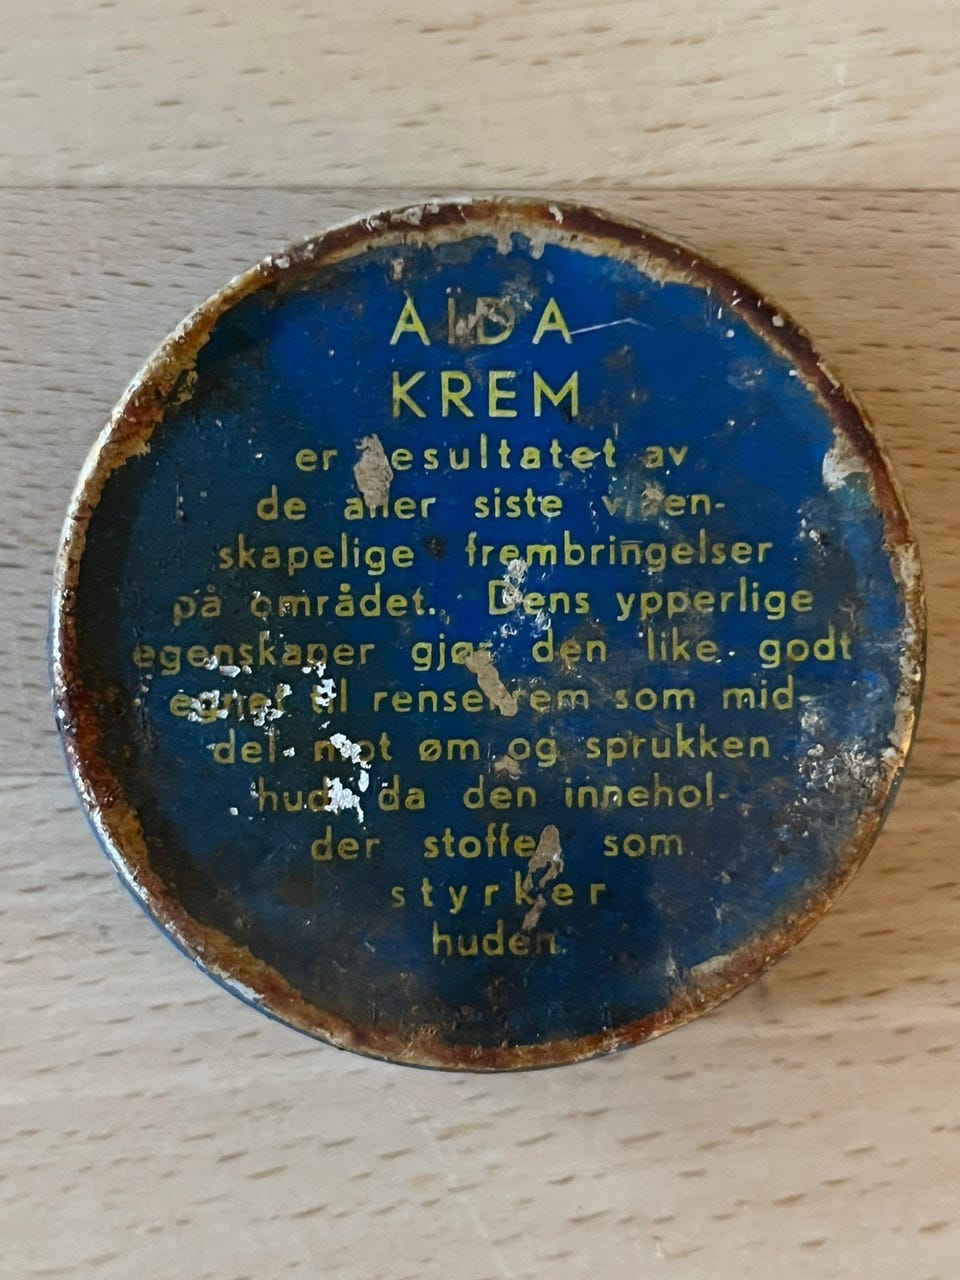 AÏDA
KREM
er resultatet av
de aller siste viden-
skapelige frembringelser
på området. Dens ypperlige
egenskaper gjør den like godt
egnet til rensekrem som mid-
del mot øm og sprukken
hud, da den innehol-
der stoffer som
styrker
huden.